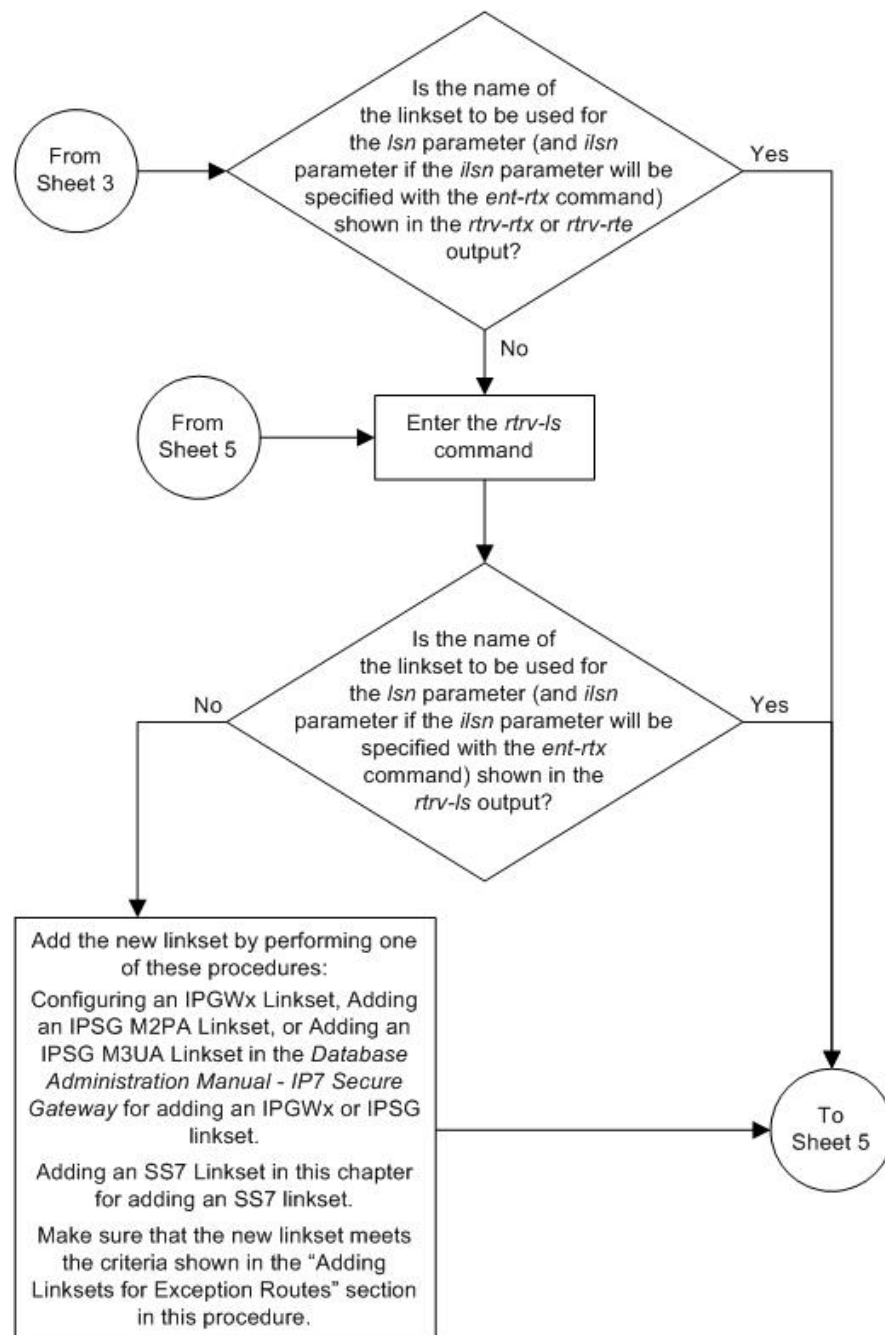 Is the name of
the linkset to be used for
the lsn parameter (and ilsn
parameter if the ilsn parameter will be
specified with the ent-rtx command)
shown in the rtrv-rtx or rtrv-rte
output?
From
Sheet 3
Yes
No
From
Sheet 5
Enter the rtrv-ls
command
Is the name of
the linkset to be used for
the lsn parameter (and ilsn
parameter if the ilsn parameter will be
specified with the ent-rtx
command) shown in the
rtrv-ls output?
No
Yes
Add the new linkset by performing one
of these procedures:
Configuring an IPGWx Linkset, Adding
an IPSG M2PA Linkset, or Adding an
IPSG M3UA Linkset in the Database
Administration Manual - IP7 Secure
Gateway for adding an IPGWx or IPSG
linkset.
Adding an SS7 Linkset in this chapter
for adding an SS7 linkset.
Make sure that the new linkset meets
the criteria shown in the “Adding
Linksets for Exception Routes” section
in this procedure.
To
Sheet 5